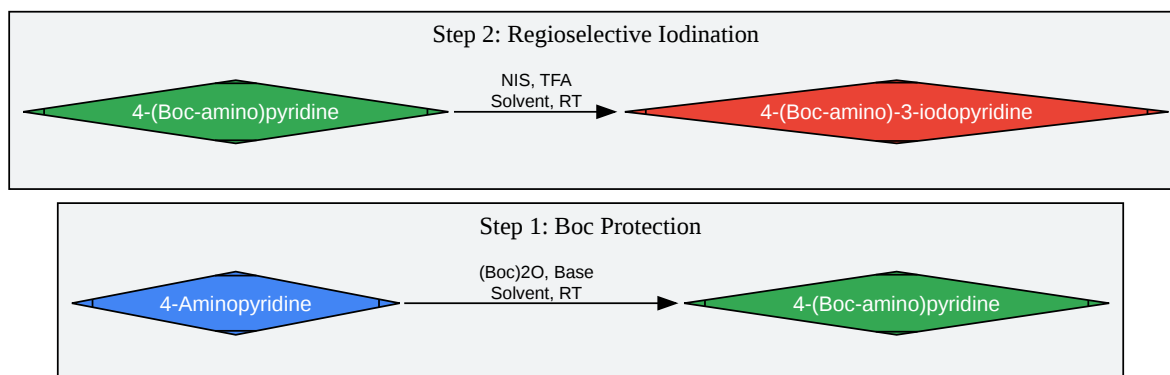 Step 2: Regioselective Iodination
4-(Boc-amino)pyridine
NIS, TFA
Solvent, RT
4-(Boc-amino)-3-iodopyridine
Step 1: Boc Protection
4-Aminopyridine
(Boc)2O, Base
Solvent, RT
4-(Boc-amino)pyridine